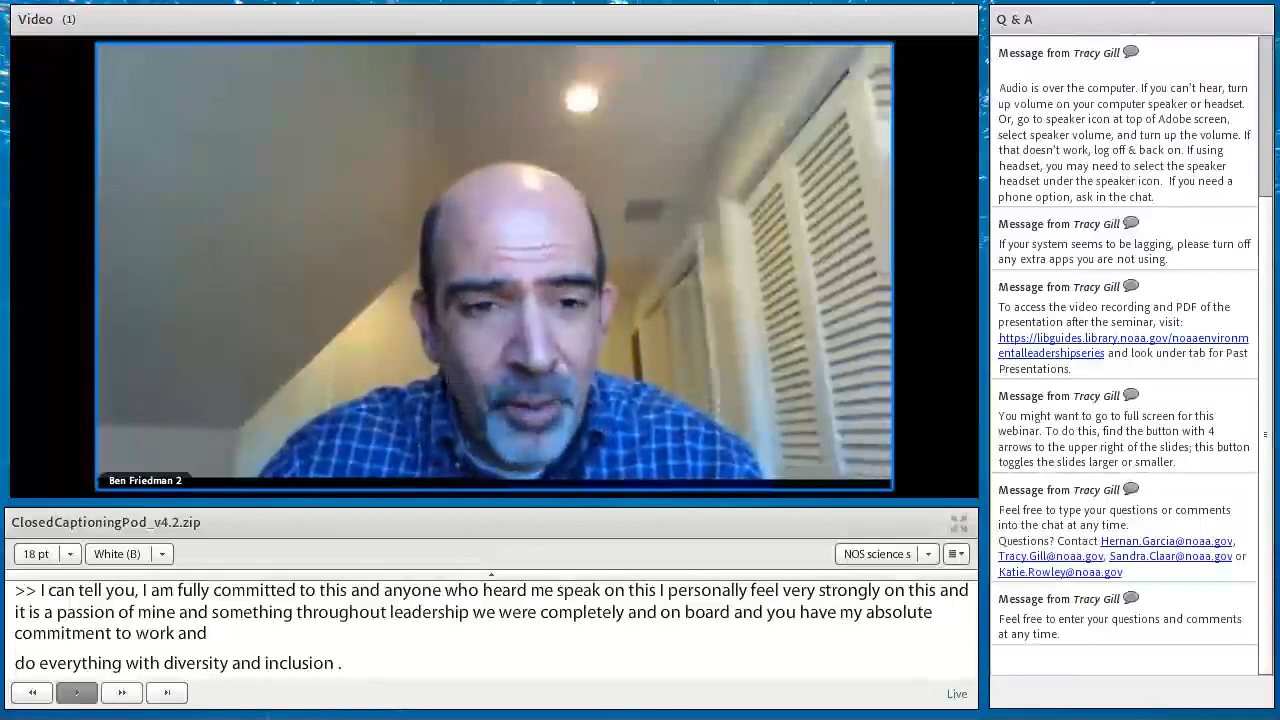 Video (1)
Ben Friedman 2
ClosedCaptioningPod_v4.2.zip
18 pt
White (B)
NOS science s
>> I can tell you, I am fully committed to this and anyone who heard me speak on this I personally feel very strongly on this and
it is a passion of mine and something throughout leadership we were completely and on board and you have my absolute
commitment to work and
do everything with diversity and inclusion .
Live
Q & A
Message from Tracy Gill
Audio is over the computer. If you can't hear, turn
up volume on your computer speaker or headset.
Or, go to speaker icon at top of Adobe screen,
select speaker volume, and turn up the volume. If
that doesn't work, log off & back on. If using
headset, you may need to select the speaker
headset under the speaker icon. If you need a
phone option, ask in the chat.
Message from Tracy Gill
If your system seems to be lagging, please turn off
any extra apps you are not using.
Message from Tracy Gill
To access the video recording and PDF of the
presentation after the seminar, visit:
https://libguides.library.noaa.gov/noaaenvironm
entalleadershipseries and look under tab for Past
Presentations.
Message from Tracy Gill
You might want to go to full screen for this
webinar. To do this, find the button with 4
arrows to the upper right of the slides; this button
toggles the slides larger or smaller.
Message from Tracy Gill
Feel free to type your questions or comments
into the chat at any time.
Questions? Contact Hernan.Garcia@noaa.gov,
Tracy.Gill@noaa.gov, Sandra.Claar@noaa.gov or
Katie.Rowley@noaa.gov
Message from Tracy Gill
Feel free to enter your questions and comments
at any time.